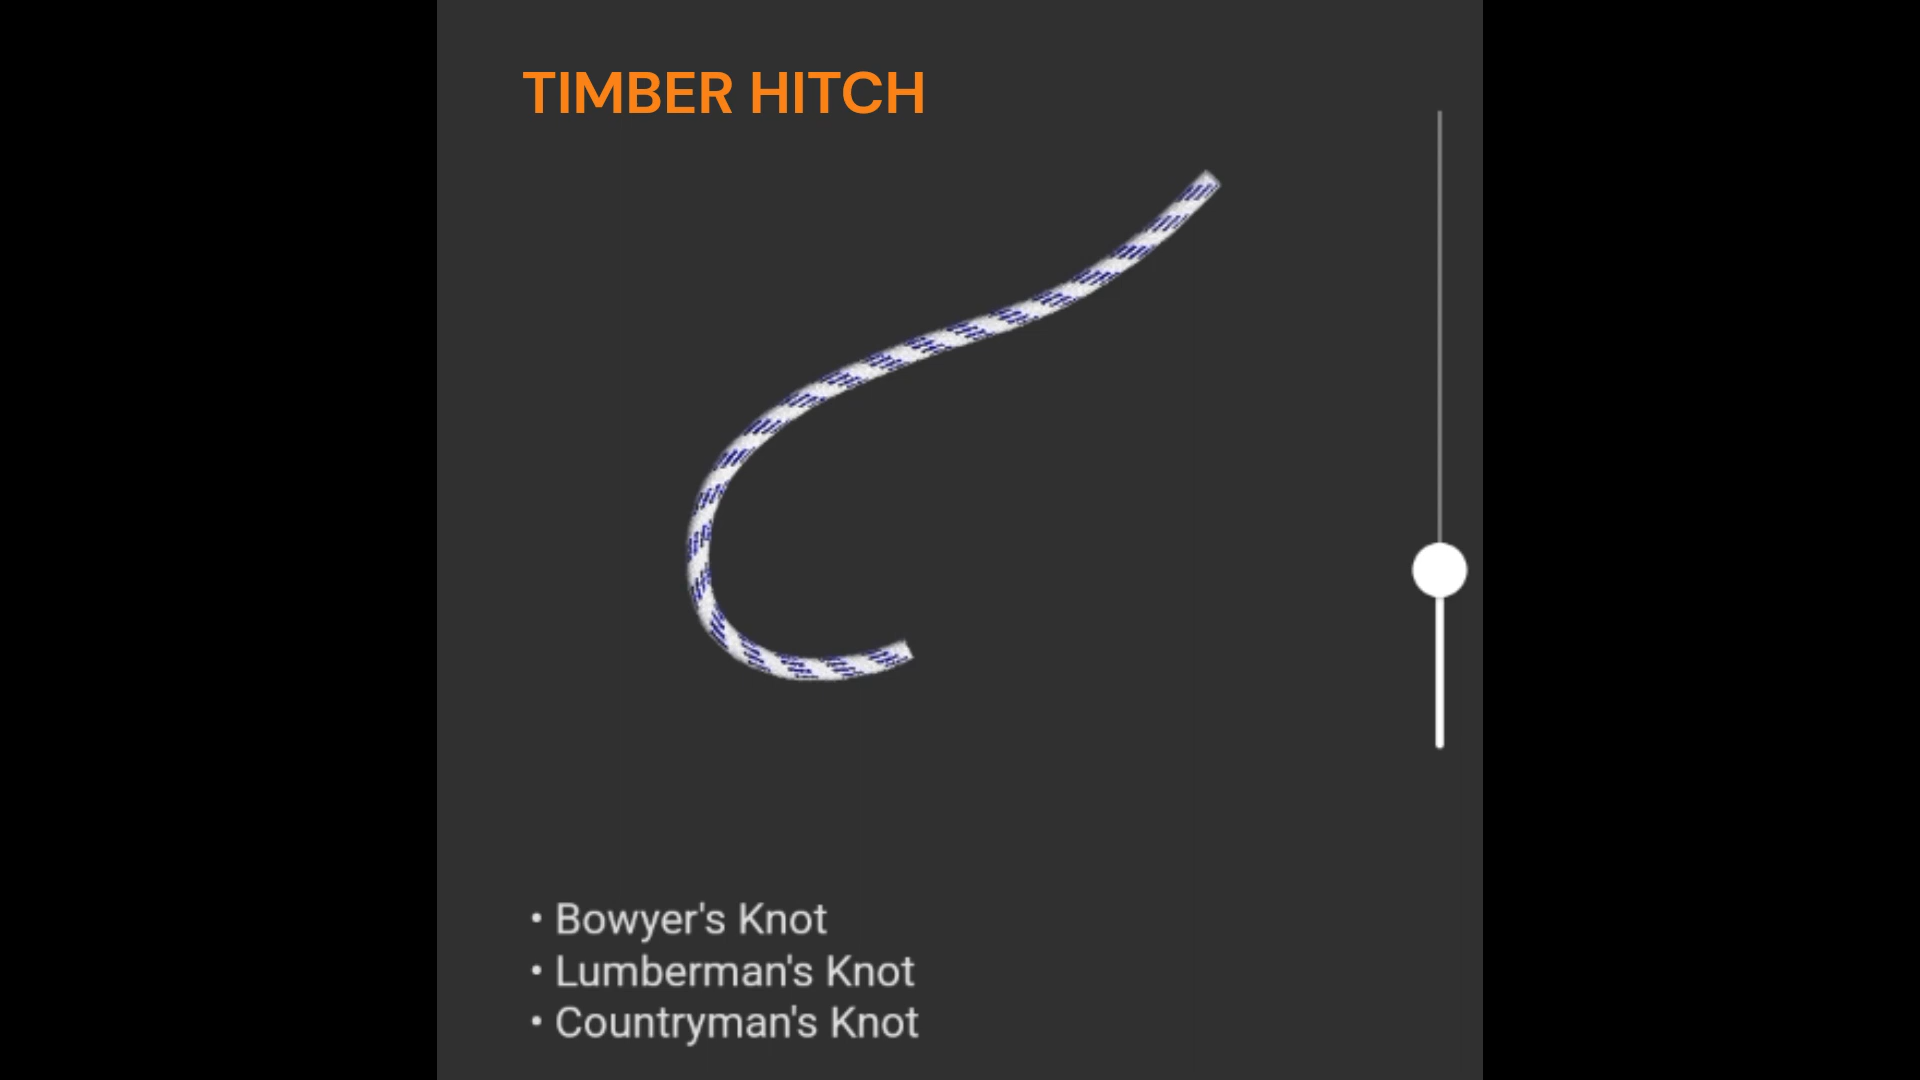 TIMBER HITCH
• Bowyer's Knot
• Lumberman's Knot
• Countryman's Knot